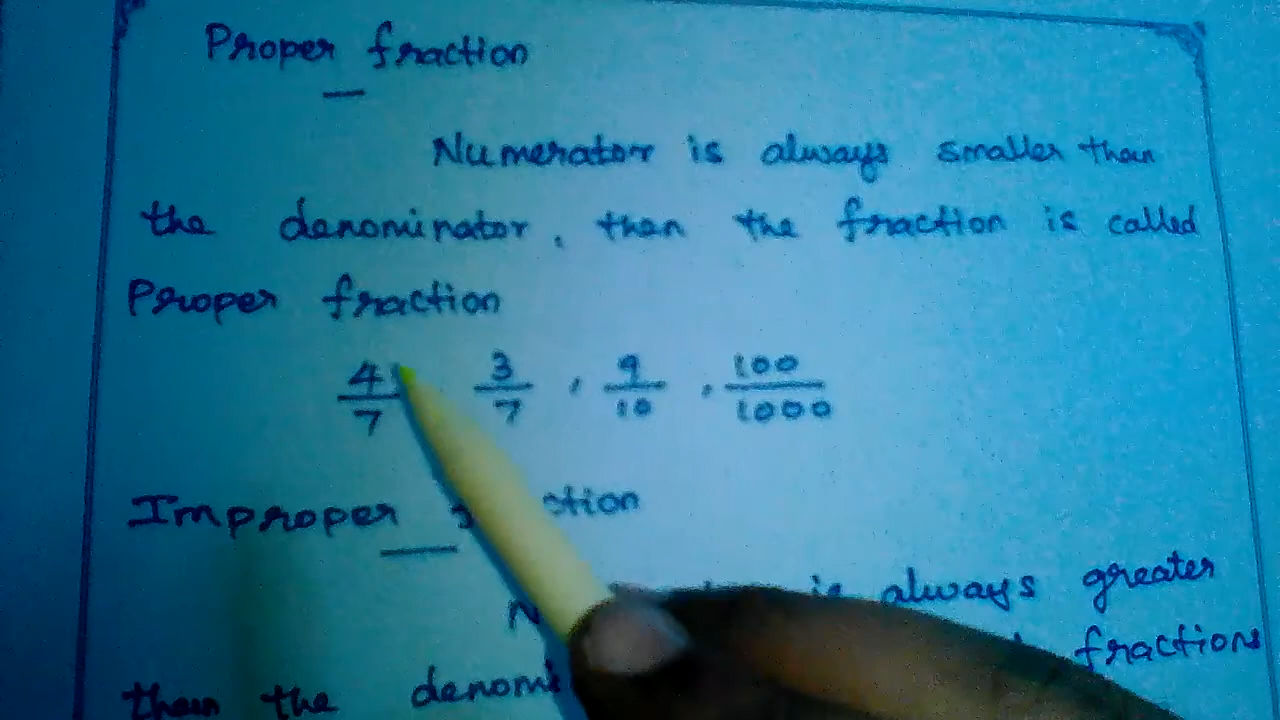 Proper fraction
Numerator is always smaller than
the denominator, then the fraction is called
Proper fraction
4/7 3/7 , 9/10 , 100/1000
Improper
is always greater
fractions
than the